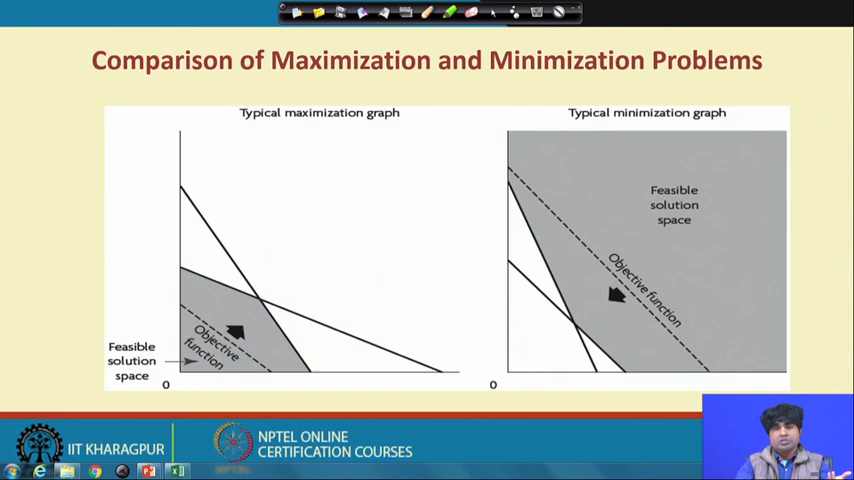 Comparison of Maximization and Minimization Problems
Typical maximization graph
Feasible
solution
space
Objective
function
0
Typical minimization graph
Feasible
solution
space
Objective function
0
IIT KHARAGPUR
NPTEL ONLINE
CERTIFICATION COURSES
NPTEL